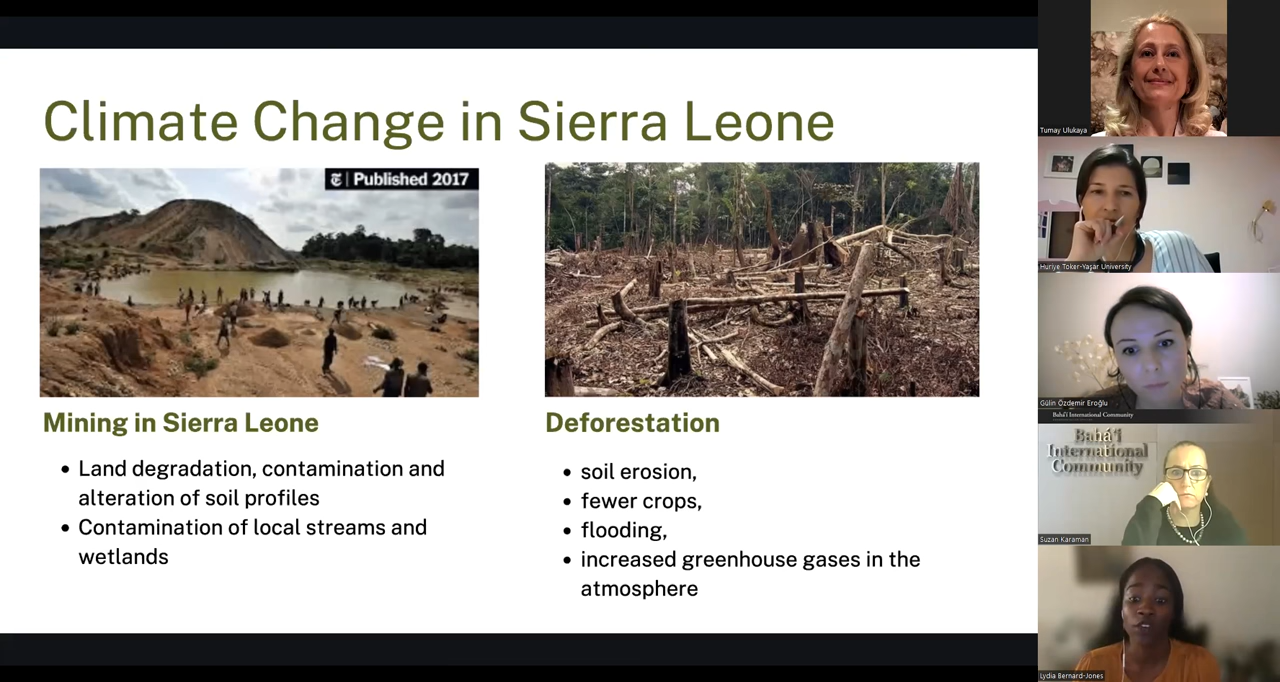 Climate Change in Sierra Leone
T | Published 2017
Mining in Sierra Leone
• Land degradation, contamination and
alteration of soil profiles
• Contamination of local streams and
wetlands
Deforestation
• soil erosion,
• fewer crops,
• flooding,
• increased greenhouse gases in the
atmosphere
Tumay Ulukaya
Huriye Toker-Yaşar University
Gülin Özdemir Eroğlu
Bahá'í International Community
Bahá'í
International
Community
Suzan Karaman
Lydia Bernard-Jones